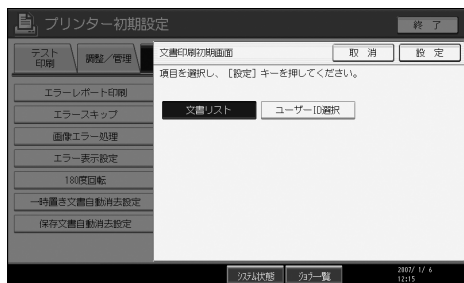 プリンター初期設定
終 了
テスト
印刷
調整/管理
文書印刷初期画面
取 消
設 定
項目を選択し、［設定］キーを押してください。
エラーレポート印刷
文書リスト
ユーザーID選択
エラースキップ
画像エラー処理
エラー表示設定
180度回転
一時置き文書自動消去設定
保存文書自動消去設定
システム状態
ジョブ一覧
2007/ 1/ 6
12:15